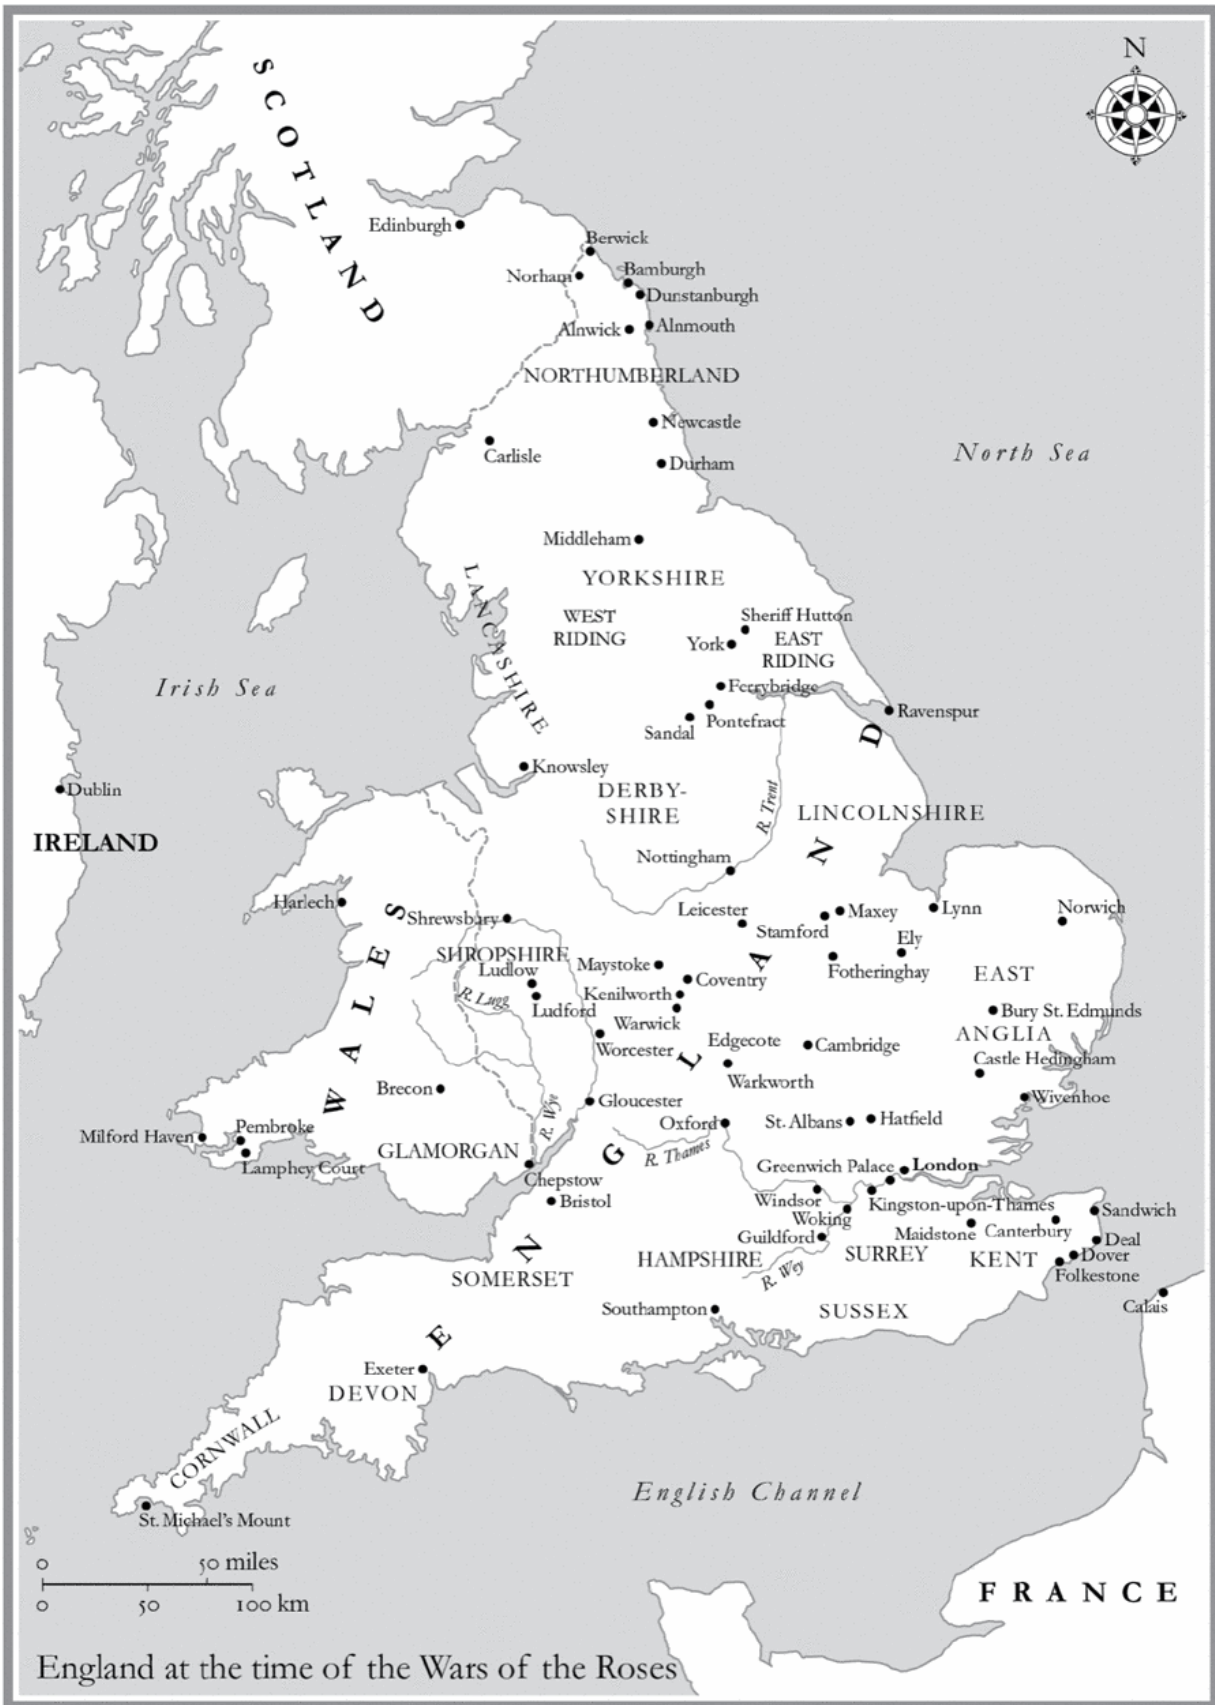 N
SCOTLAND
Edinburgh
Berwick
Norham
Bamburgh
Dunstanburgh
Alnwick
Alnmouth
NORTHUMBERLAND
Newcastle
Carlisle
Durham
North Sea
Middleham
YORKSHIRE
LANCASHIRE
WEST
RIDING
Sheriff Hutton
York
EAST
RIDING
Irish Sea
Ferrybridge
Pontefract
Sandal
Ravenspur
Knowsley
Dublin
IRELAND
DERBY-
SHIRE
R. Trent
LINCOLNSHIRE
Nottingham
Harlech
Shrewsbury
Leicester
Stamford
Maxey
Lynn
Norwich
SHROPSHIRE
Ludlow
Ludford
R. Lugg
Maystoke
Coventry
Kenilworth
Warwick
Fotheringhay
Ely
EAST
ANGLIA
Bury St. Edmunds
WALES
Worcester
Edgecote
Warkworth
Cambridge
Castle Hedingham
Brecon
Gloucester
R. Wye
Wivenhoe
Milford Haven
Pembroke
Lamphey Court
GLAMORGAN
Oxford
St. Albans
Hatfield
R. Thames
Greenwich Palace
London
Chepstow
Bristol
Windsor
Kingston-upon-Thames
Woking
Guildford
Maidstone
Canterbury
Sandwich
Deal
Dover
Folkestone
HAMPSHIRE
R. Wey
SURREY
KENT
SOMERSET
Southampton
SUSSEX
Calais
ENGLAND
Exeter
DEVON
CORNWALL
St. Michael's Mount
English Channel
FRANCE
0 50 miles
0 50 100 km
England at the time of the Wars of the Roses